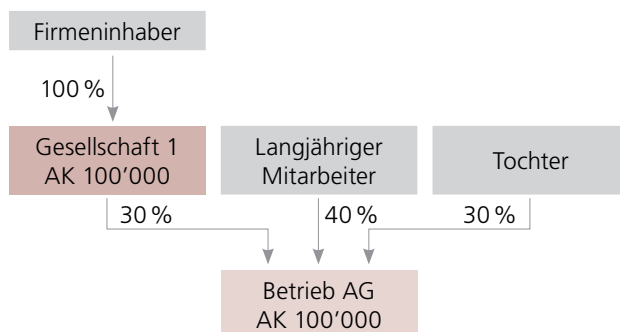 Firmeninhaber
100 %
Gesellschaft 1
AK 100’000
Langjähriger
Mitarbeiter
Tochter
30 %
40 %
30 %
Betrieb AG
AK 100’000